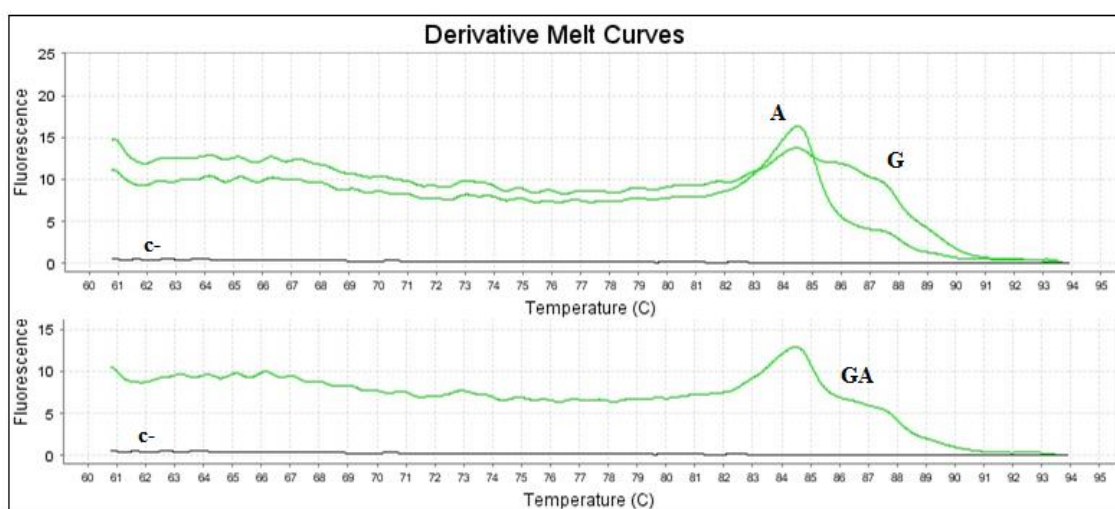 Derivative Melt Curves
25
20
15
10
5
0
Fluorescence
A
G
c-
60 61 62 63 64 65 66 67 68 69 70 71 72 73 74 75 76 77 78 79 80 81 82 83 84 85 86 87 88 89 90 91 92 93 94 95
Temperature (C)
15
10
5
0
Fluorescence
GA
c-
60 61 62 63 64 65 66 67 68 69 70 71 72 73 74 75 76 77 78 79 80 81 82 83 84 85 86 87 88 89 90 91 92 93 94 95
Temperature (C)